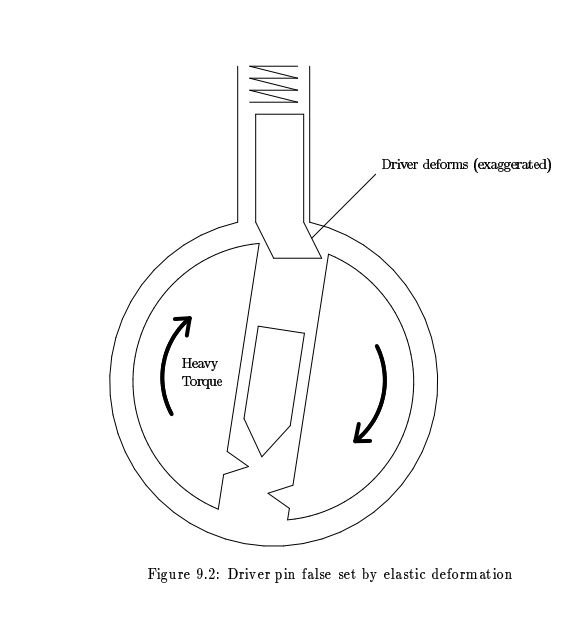 Driver deforms (exaggerated)
Heavy
Torque
Figure 9.2: Driver pin false set by elastic deformation